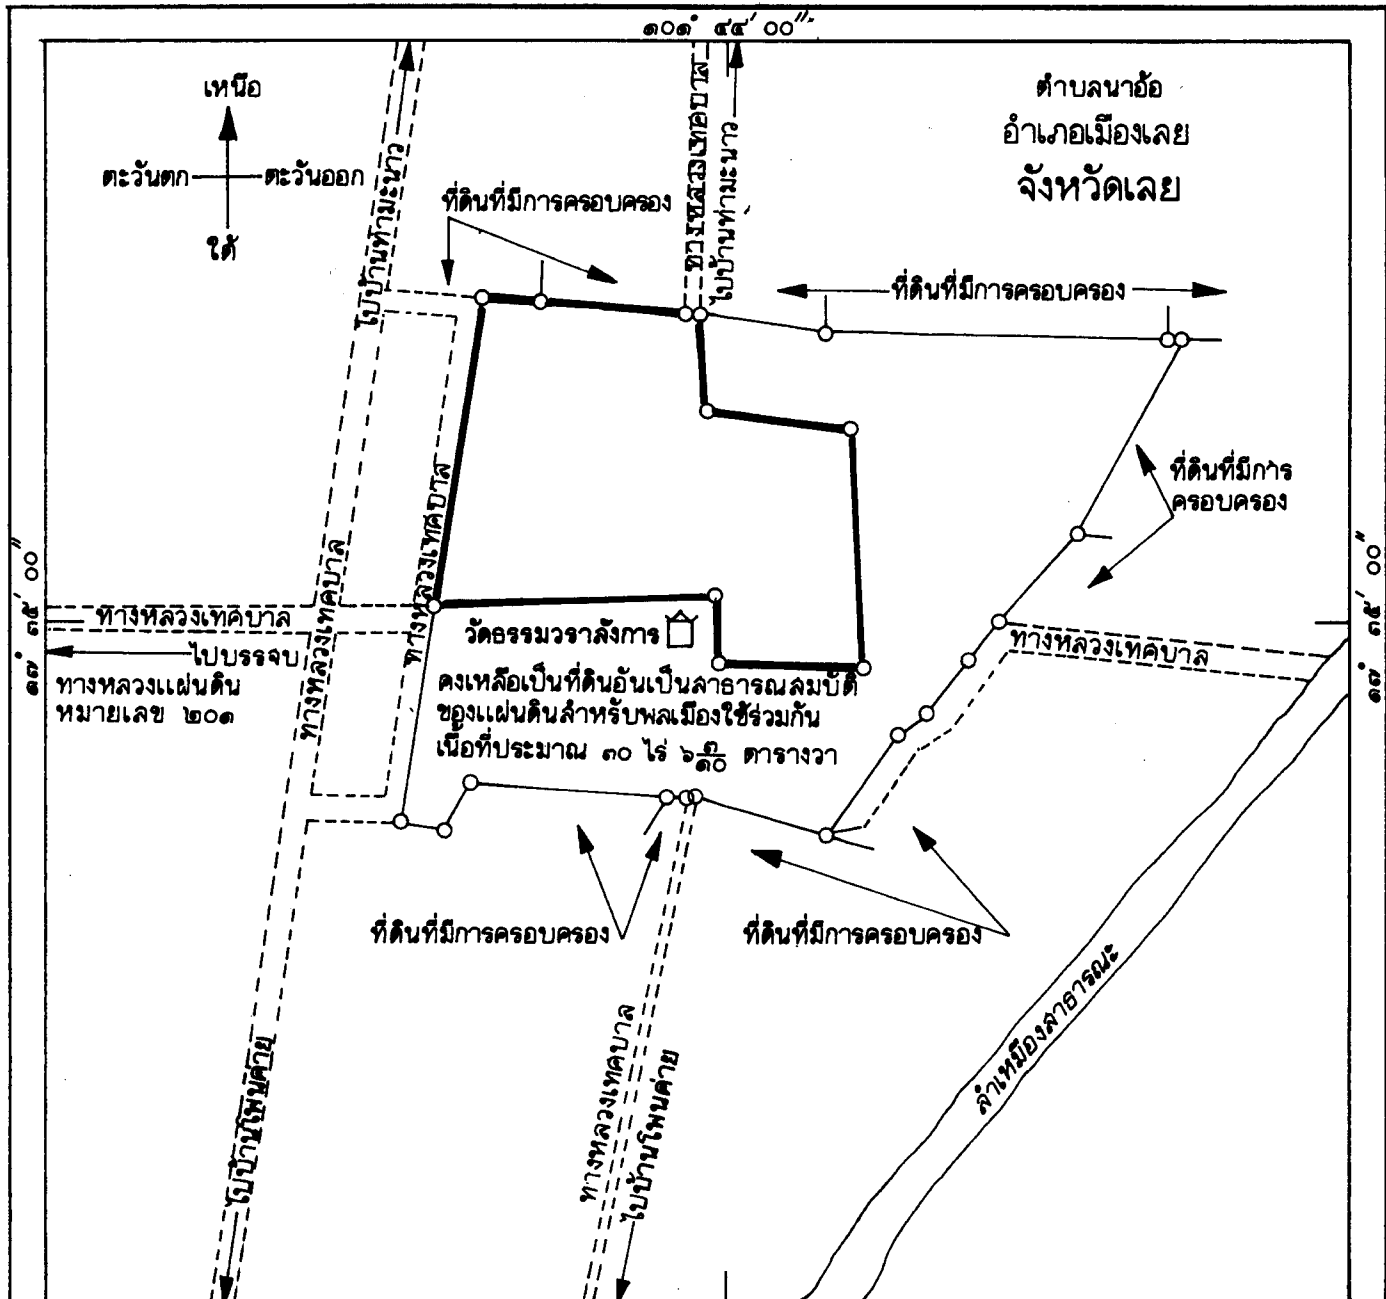 ๑๐๑° ๔๔′ ๐๐″
เหนือ
ตะวันตก
ตะวันออก
ใต้
ตำบลนาอ้อ
อำเภอเมืองเลย
จังหวัดเลย
ไปบ้านท่ามะนาว
ทางหลวงเทศบาล
ไปบ้านท่ามะนาว
ที่ดินที่มีการครอบครอง
ที่ดินที่มีการครอบครอง
ที่ดินที่มีการ
ครอบครอง
ทางหลวงเทศบาล
ทางหลวงเทศบาล
๑๗° ๓๕′ ๐๐″
๑๗° ๓๕′ ๐๐″
ทางหลวงเทศบาล
ไปบรรจบ
ทางหลวงแผ่นดิน
หมายเลข ๒๐๑
วัดธรรมวราลังการ
คงเหลือเป็นที่ดินอันเป็นสาธารณสมบัติ
ของแผ่นดินสำหรับพลเมืองใช้ร่วมกัน
เนื้อที่ประมาณ ๓๐ ไร่ ๖ ๓/๑๐ ตารางวา
ทางหลวงเทศบาล
ที่ดินที่มีการครอบครอง
ที่ดินที่มีการครอบครอง
ลำเหมืองสาธารณะ
ไปบ้านโพนค่าย
ทางหลวงเทศบาล
ไปบ้านโพนค่าย